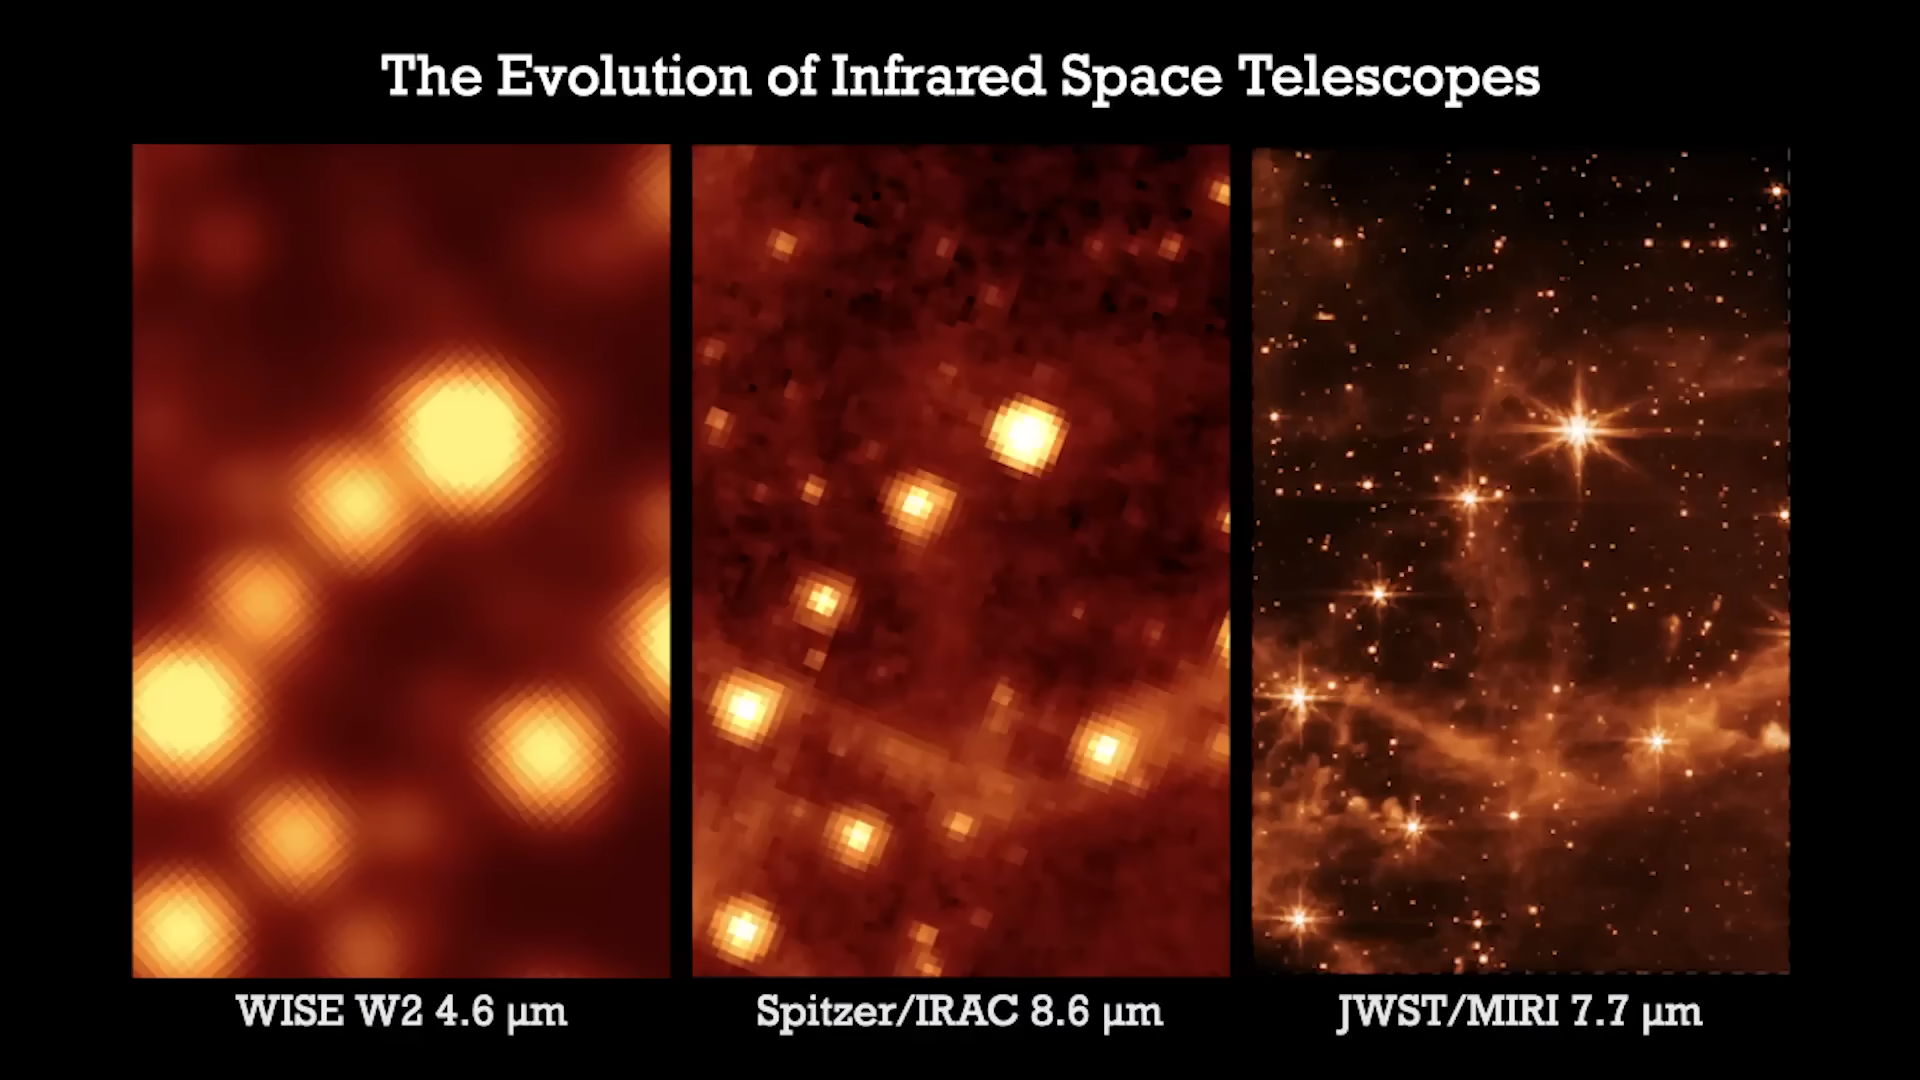 The Evolution of Infrared Space Telescopes
WISE W2 4.6 µm
Spitzer/IRAC 8.6 µm
JWST/MIRI 7.7 µm